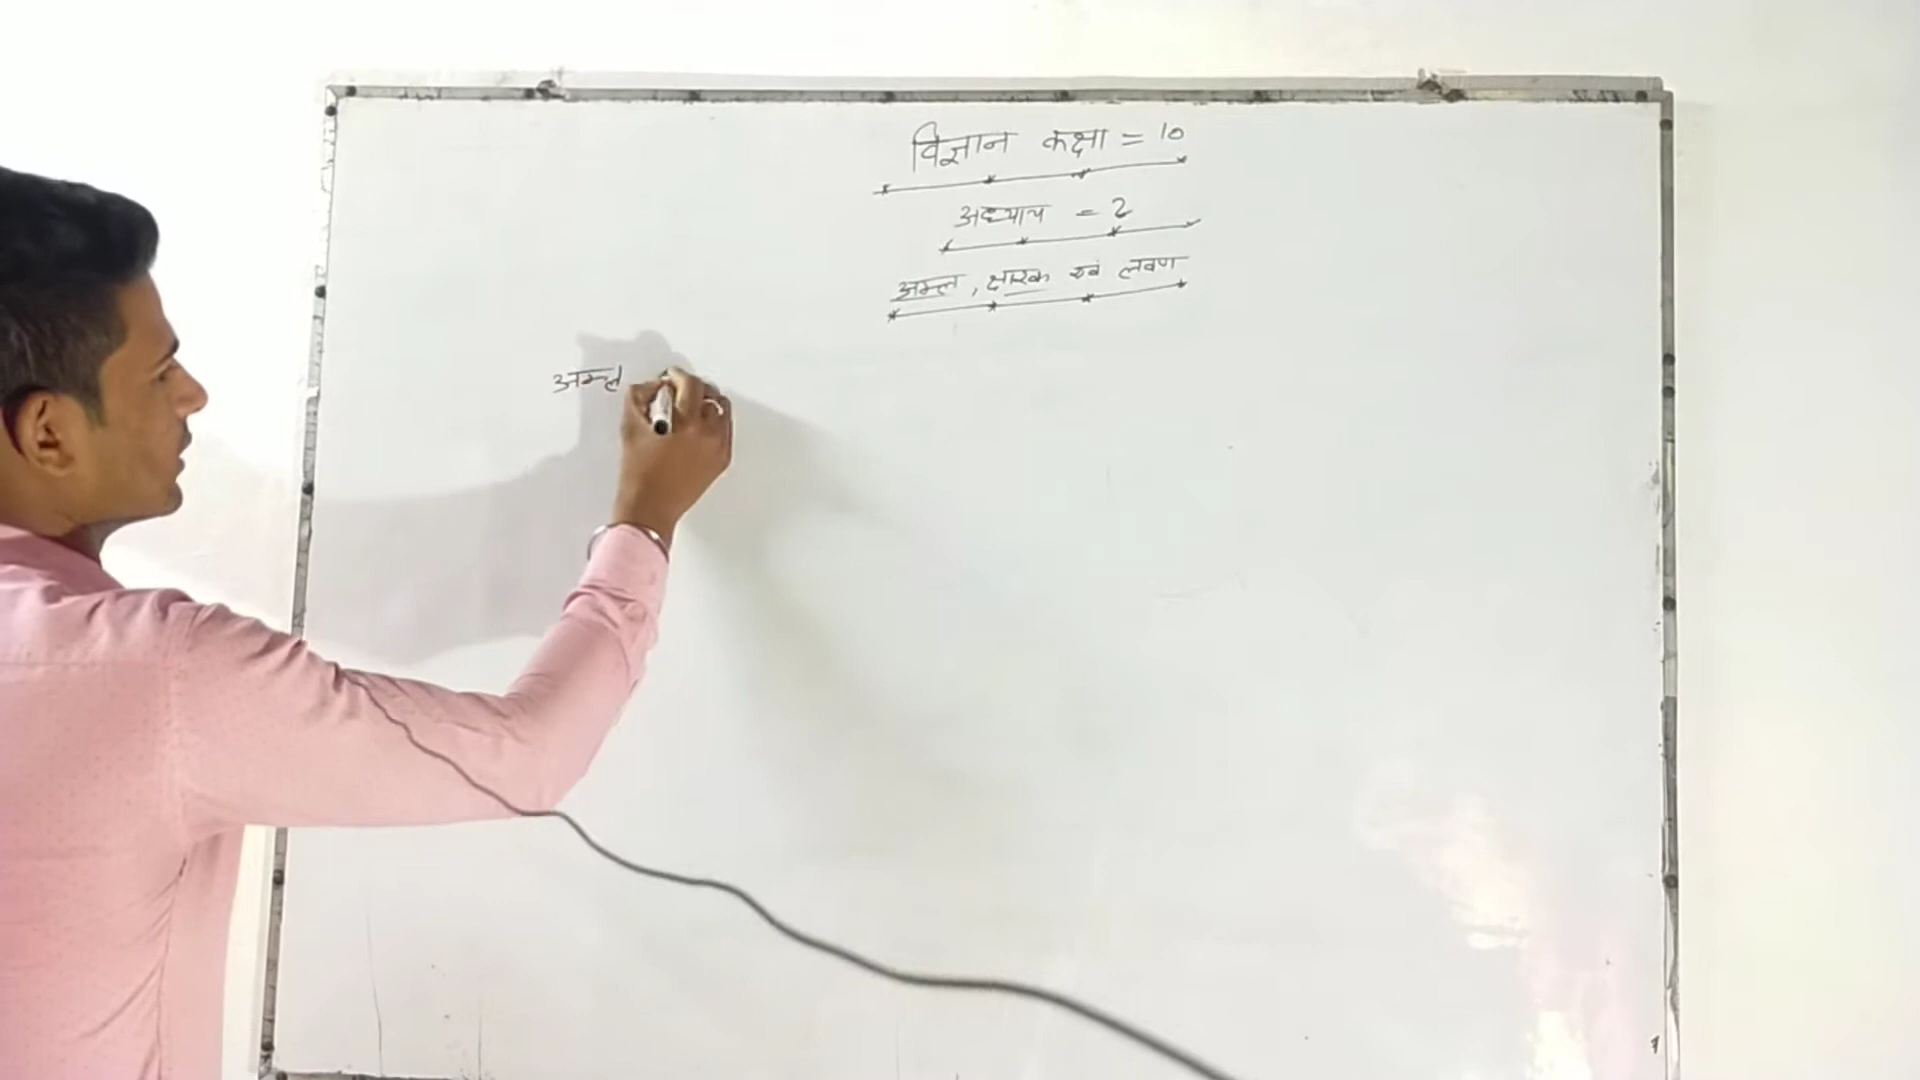 विज्ञान कक्षा = 10
अध्याय = 2
अम्ल, क्षारक एवं लवण
अम्ल